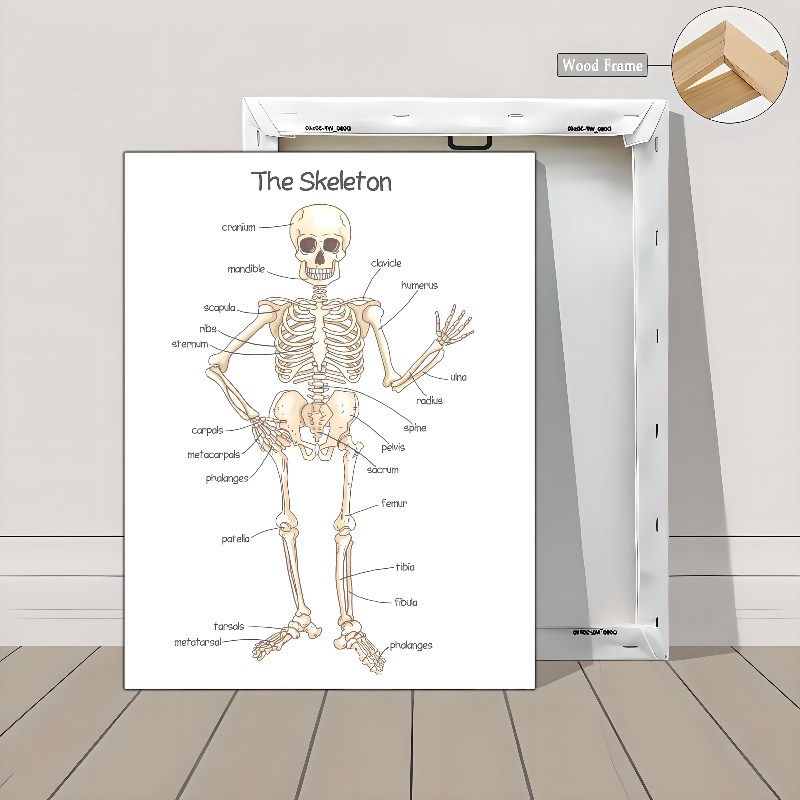 Wood Frame
The Skeleton
cranium
mandible
clavicle
humerus
scapula
ribs
sternum
ulna
radius
spine
carpals
pelvis
metacarpals
sacrum
phalanges
femur
patella
tibia
fibula
tarsals
metatarsal
phalanges